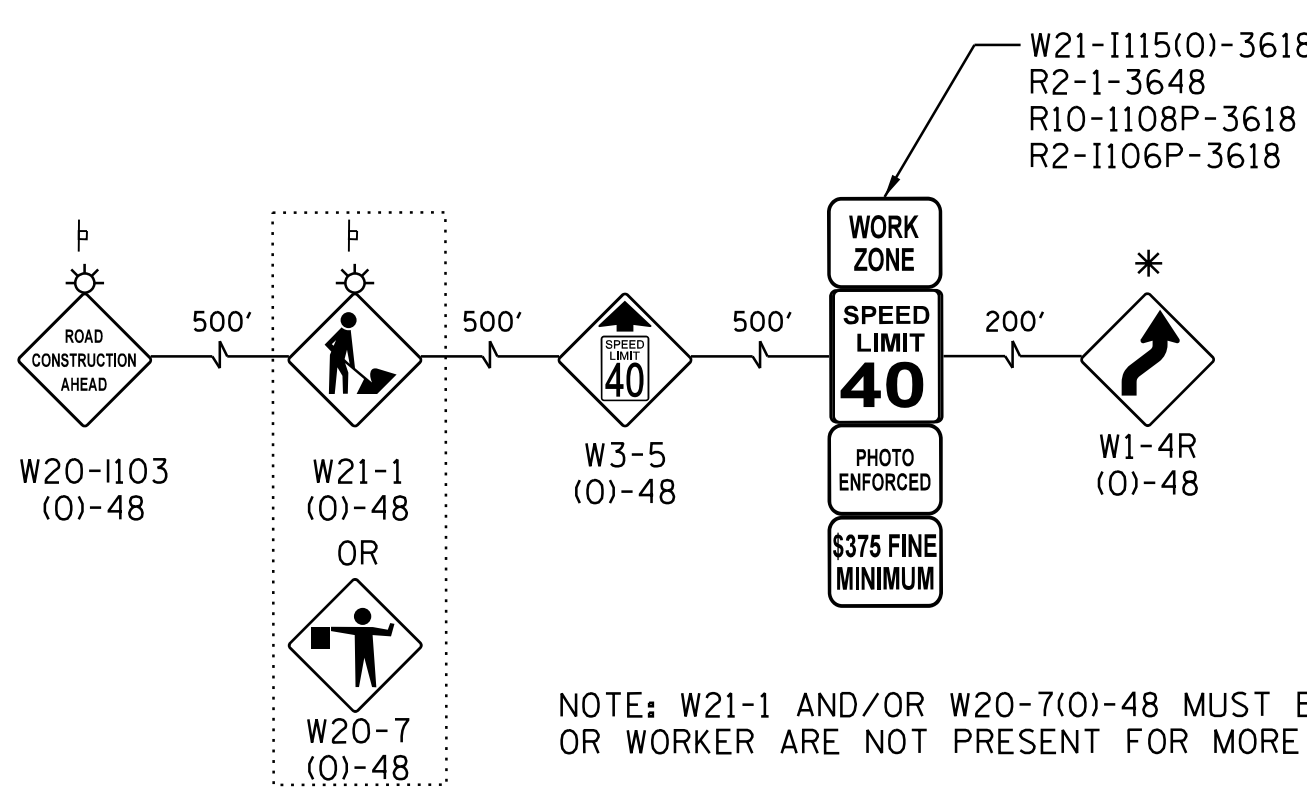 W21-I115(O)-3618
R2-1-3648
R10-I108P-3618
R2-I106P-3618
WORK
ZONE
500'
500'
500'
200'
ROAD
CONSTRUCTION
AHEAD
SPEED
LIMIT
40
SPEED
LIMIT
40
PHOTO
ENFORCED
$375 FINE
MINIMUM
W20-I103
(O)-48
W21-1
(O)-48
W3-5
(O)-48
W1-4R
(O)-48
OR
W20-7
(O)-48
NOTE: W21-1 AND/OR W20-7(O)-48 MUST
OR WORKER ARE NOT PRESENT FOR MORE